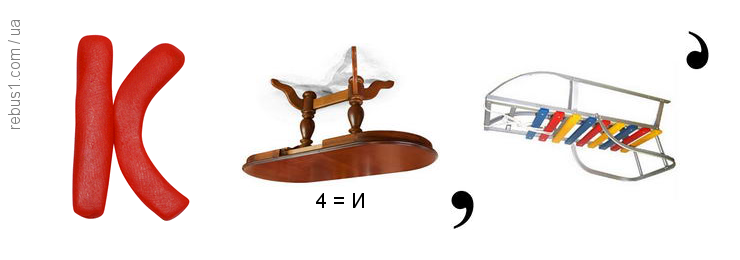 rebus1.com/ua
К
4 = И
, ,